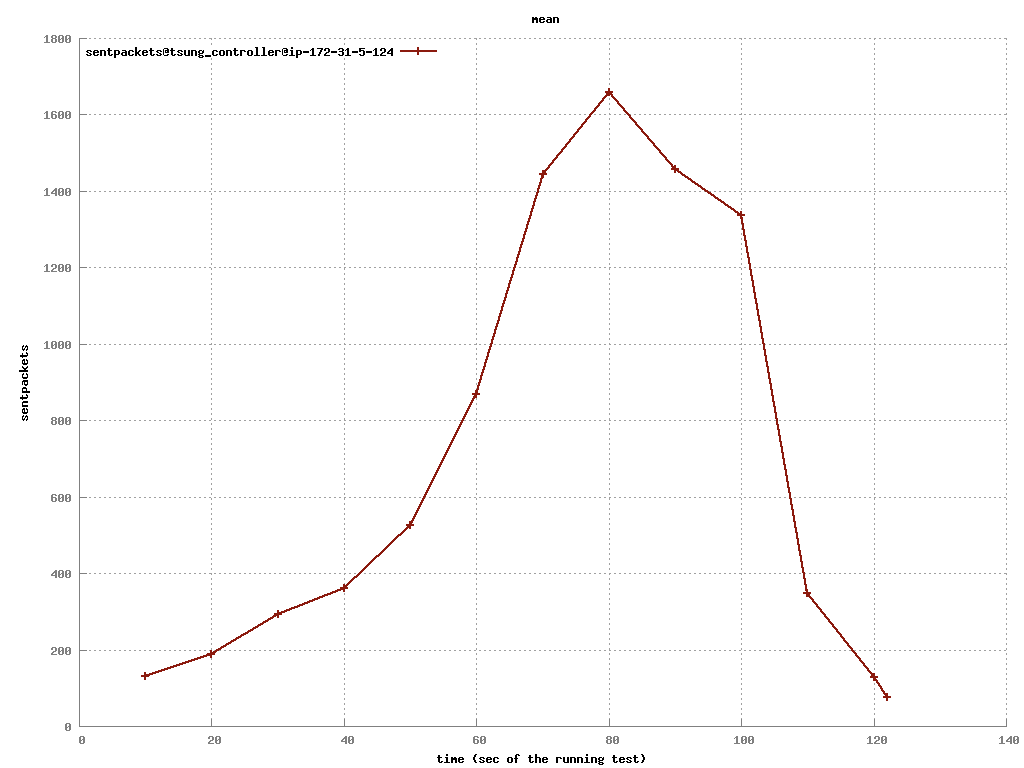 mean
1800
sentpackets@tsung_controller@ip-172-31-5-124
1600
1400
1200
1000
sentpackets
800
600
400
200
0
0 20 40 60 80 100 120 140
time (sec of the running test)